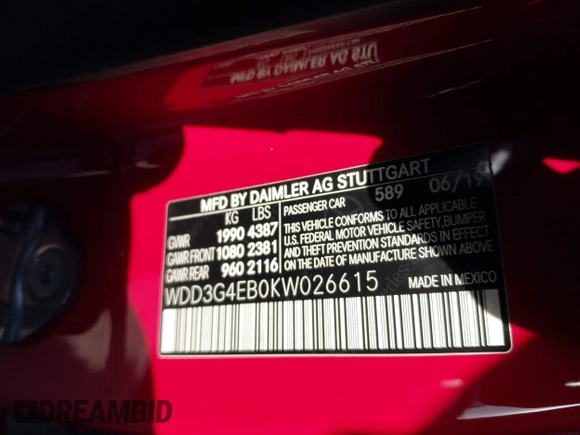 MFD BY DAIMLER AG STUTTGART
KG LBS
GVWR 1990 4387
GAWR FRONT 1080 2381
GAWR REAR 960 2116
PASSENGER CAR 589 06/19
THIS VEHICLE CONFORMS TO ALL APPLICABLE
U.S. FEDERAL MOTOR VEHICLE SAFETY, BUMPER
AND THEFT PREVENTION STANDARDS IN EFFECT
ON THE DATE OF MANUFACTURE SHOWN ABOVE
WDD3G4EB0KW026615 MADE IN MEXICO
DREAMBID